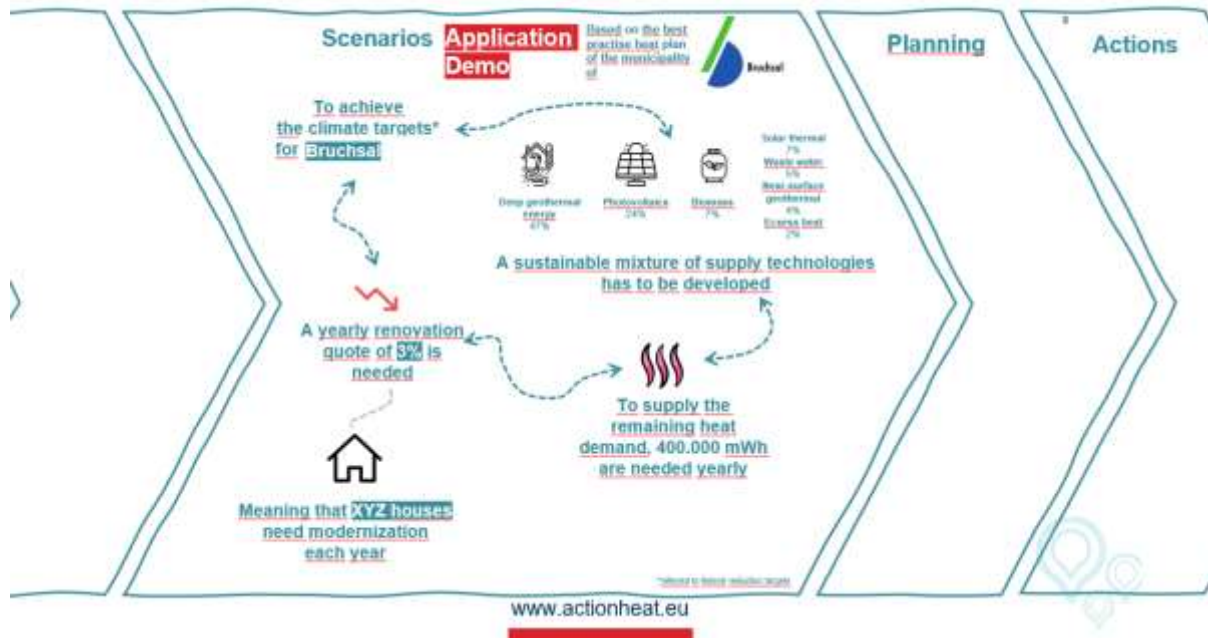 Scenarios Application
Demo
Based on the best
practise heat plan
of the municipality
of
Bruchsal
Planning
Actions
To achieve
the climate targets*
for Bruchsal
Deep geothermal
energy
Photovoltaics
24%
Biomass
7%
Solar thermal
7%
Waste water
5%
Near-surface
geothermal
Excess heat
2%
A sustainable mixture of supply technologies
has to be developed
A yearly renovation
quote of 3% is
needed
To supply the
remaining heat
demand, 400.000 mWh
are needed yearly
Meaning that XYZ houses
need modernization
each year
www.actionheat.eu